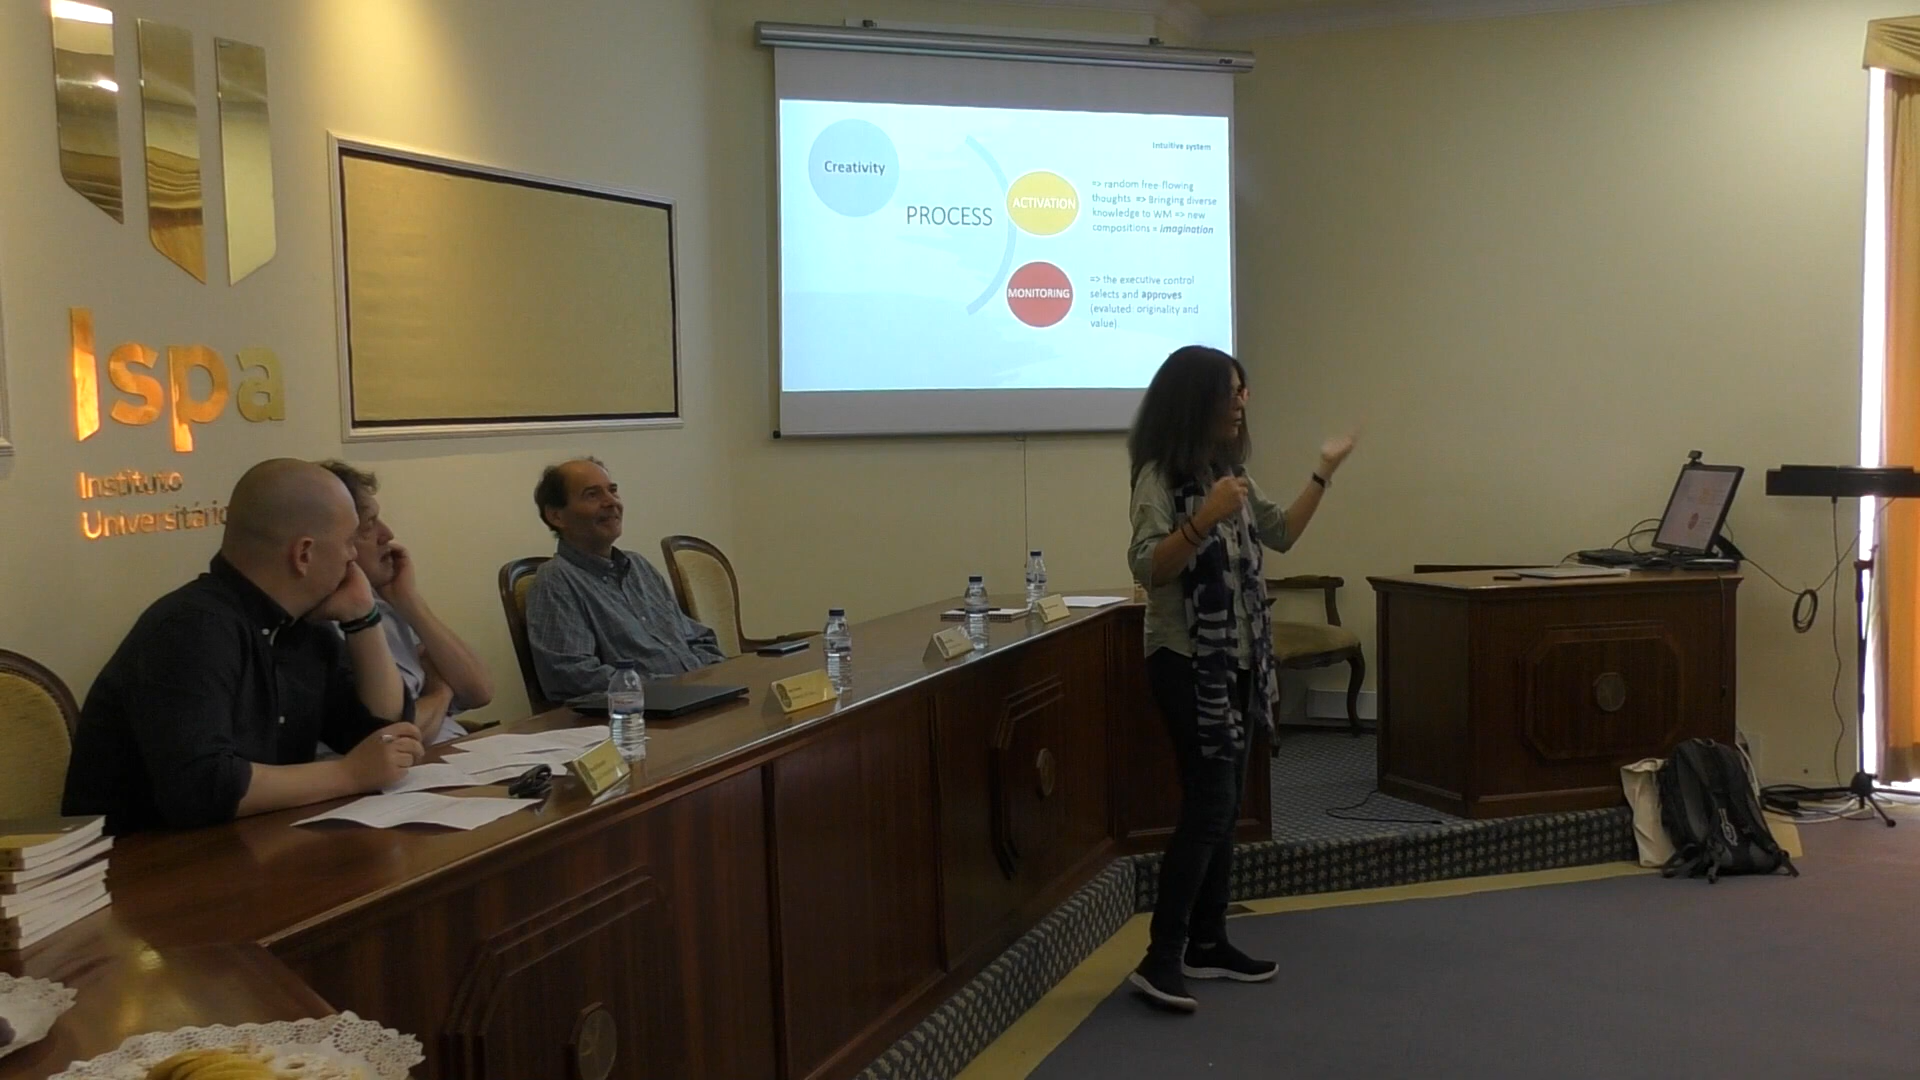 Ispa
Instituto
Universitário
Creativity
PROCESS
Intuitive system
ACTIVATION
=> random free-flowing
thoughts => Bringing diverse
knowledge to WM => new
compositions = imagination
MONITORING
=> the executive control
selects and approves
(evaluted: originality and
value)